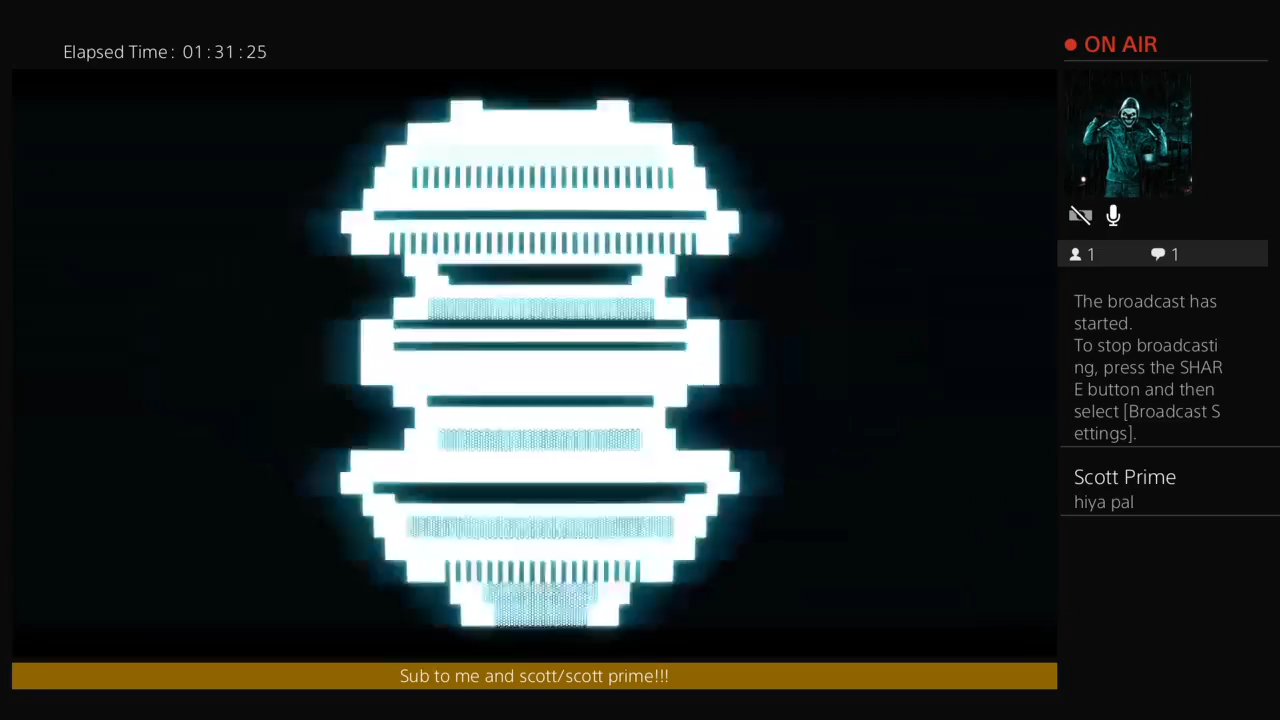 Elapsed Time: 01:31:25
ON AIR
1 1
The broadcast has
started.
To stop broadcasti
ng, press the SHAR
E button and then
select [Broadcast S
ettings].
Scott Prime
hiya pal
Sub to me and scott/scott prime!!!